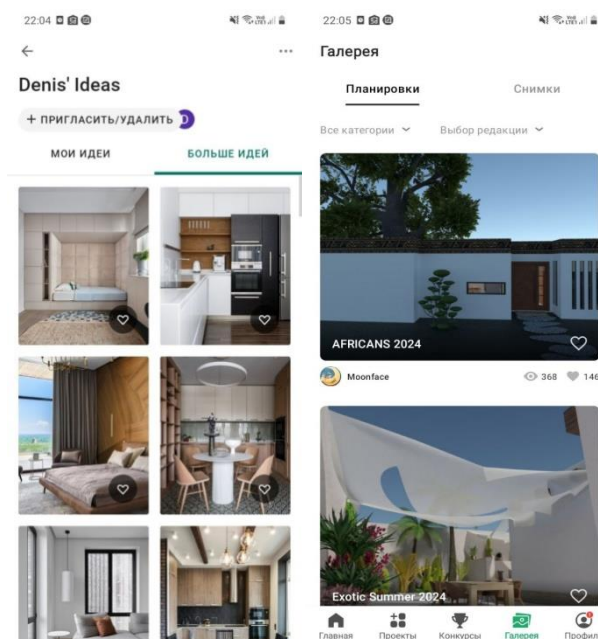 22:04
Denis' Ideas
+ ПРИГЛАСИТЬ/УДАЛИТЬ
МОИ ИДЕИ
БОЛЬШЕ ИДЕЙ
22:05
Галерея
Планировки
Снимки
Все категории
Выбор редакции
AFRICANS 2024
Moonface
368
146
Exotic Summer 2024
Главная
Проекты
Конкурсы
Галерея
Профи